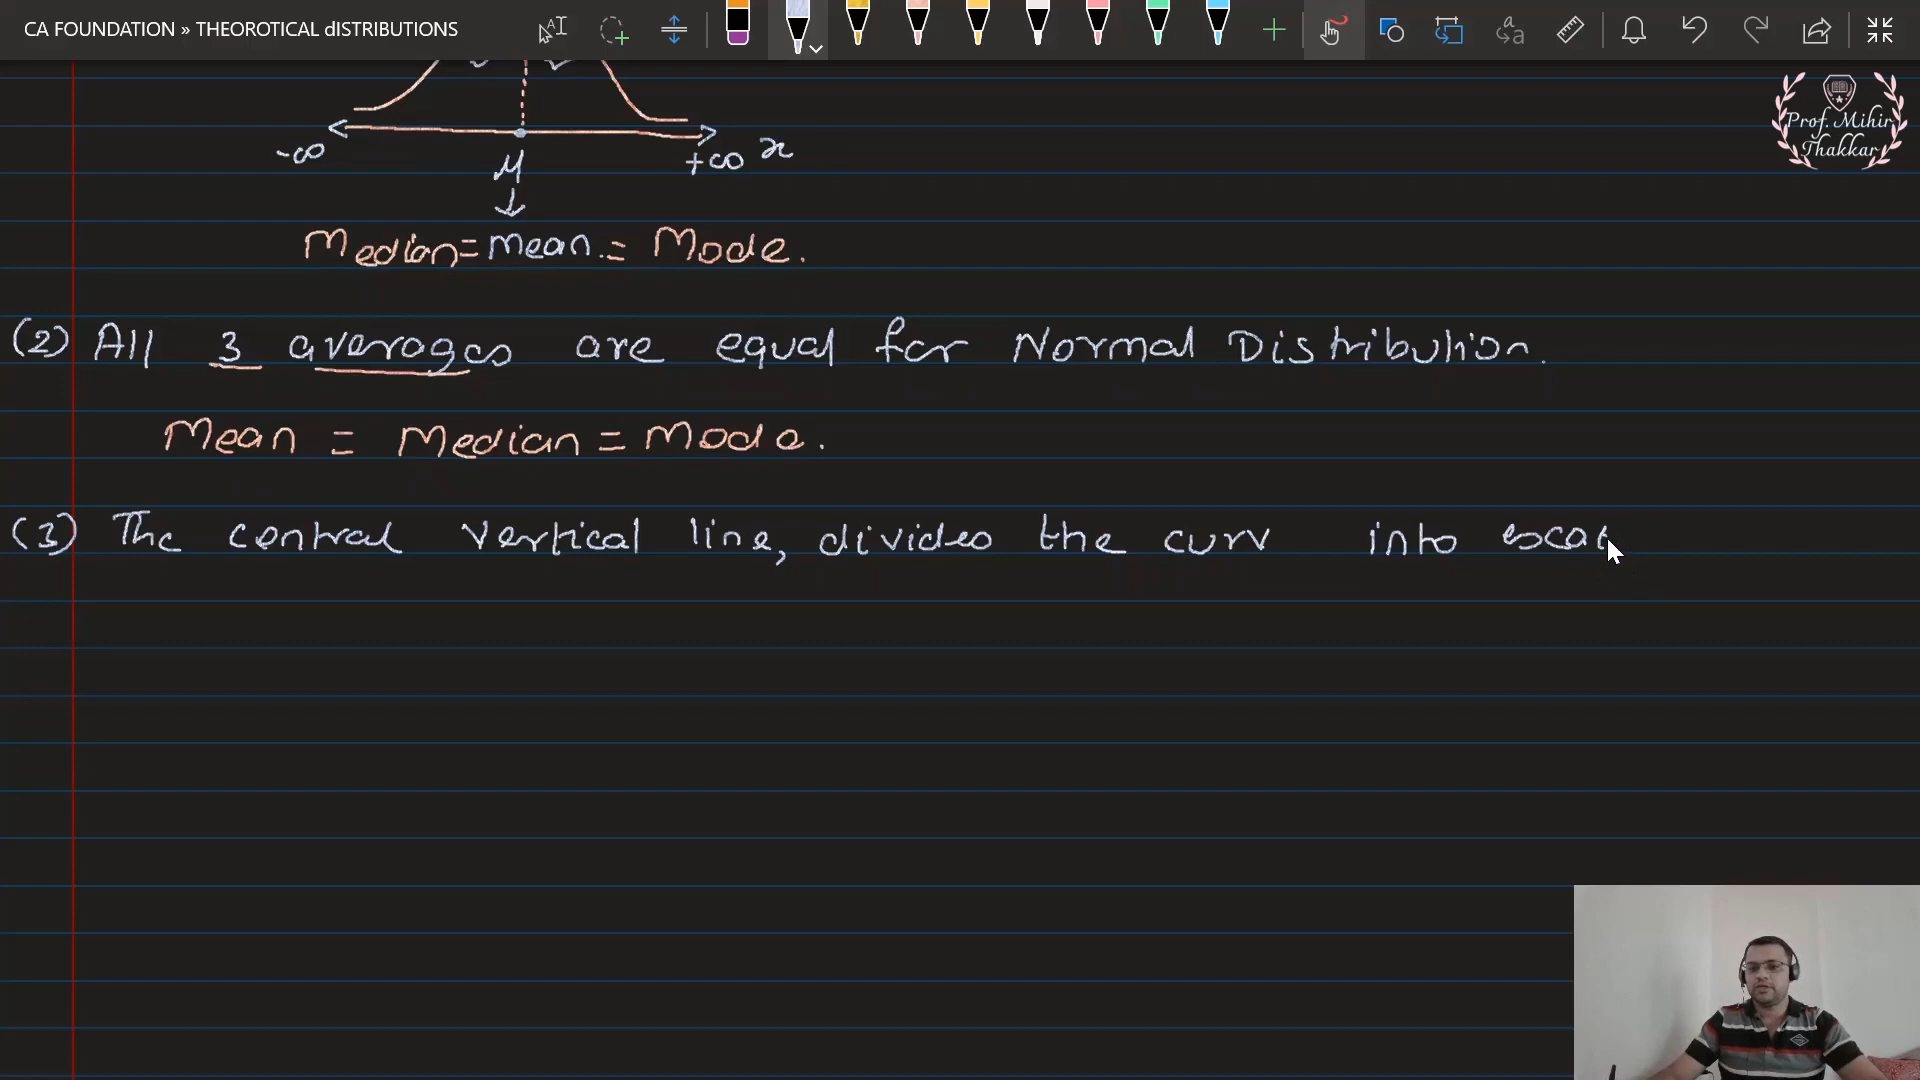 CA FOUNDATION » THEOROTICAL dISTRIBUTIONS
Prof. Mihir
Thakkar
-∞ μ +∞ x
Median = Mean. = Mode.
(2) All 3 averages are equal for Normal Distribution.
Mean = Median = Mode.
(3) The central vertical line, divides the curv into